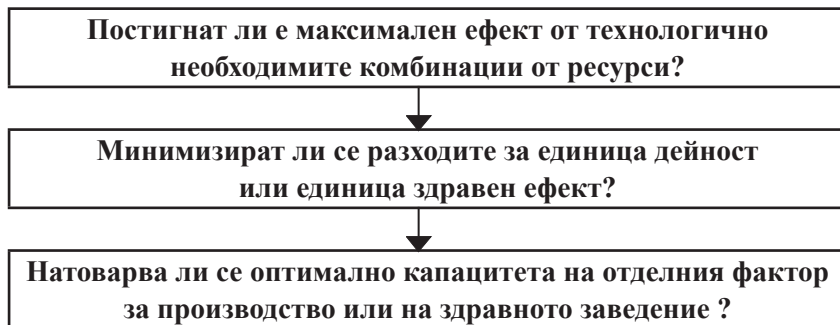 Постигнат ли е максимален ефект от технологично
необходимите комбинации от ресурси?
Минимизират ли се разходите за единица дейност
или единица здравен ефект?
Натоварва ли се оптимално капацитета на отделния фактор
за производство или на здравното заведение ?